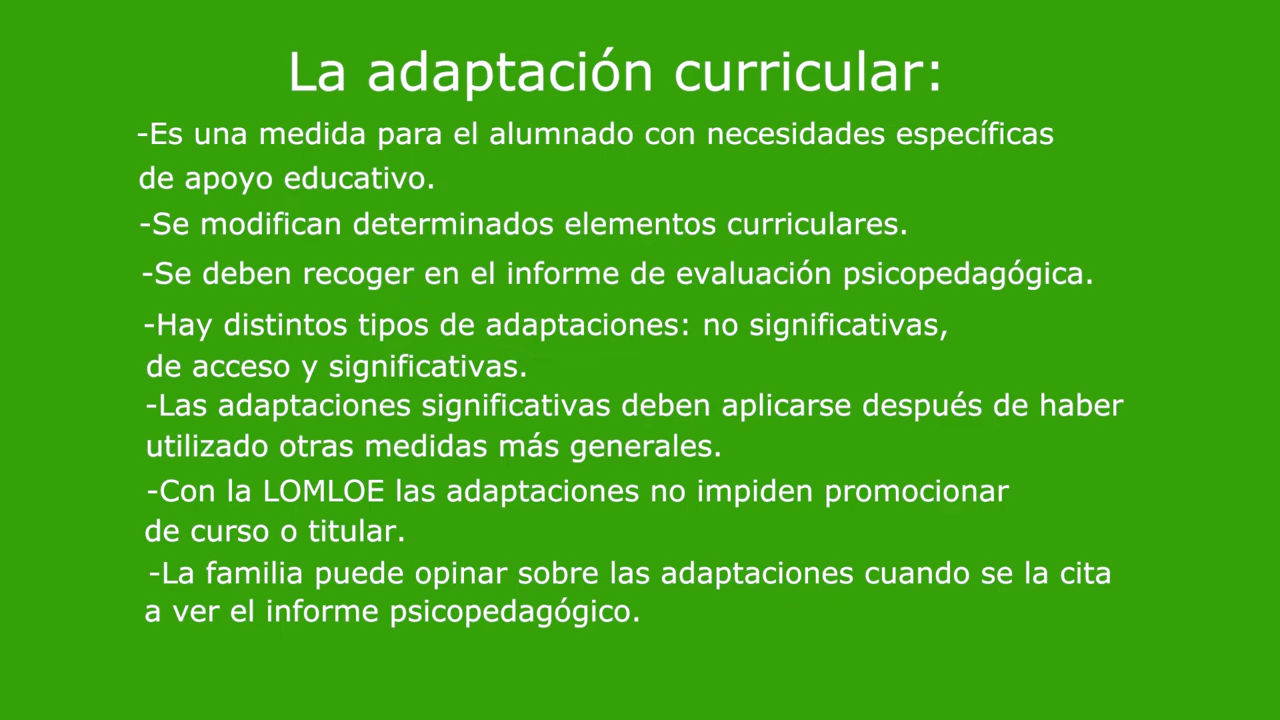 La adaptación curricular:
-Es una medida para el alumnado con necesidades específicas
de apoyo educativo.
-Se modifican determinados elementos curriculares.
-Se deben recoger en el informe de evaluación psicopedagógica.
-Hay distintos tipos de adaptaciones: no significativas,
de acceso y significativas.
-Las adaptaciones significativas deben aplicarse después de haber
utilizado otras medidas más generales.
-Con la LOMLOE las adaptaciones no impiden promocionar
de curso o titular.
-La familia puede opinar sobre las adaptaciones cuando se la cita
a ver el informe psicopedagógico.